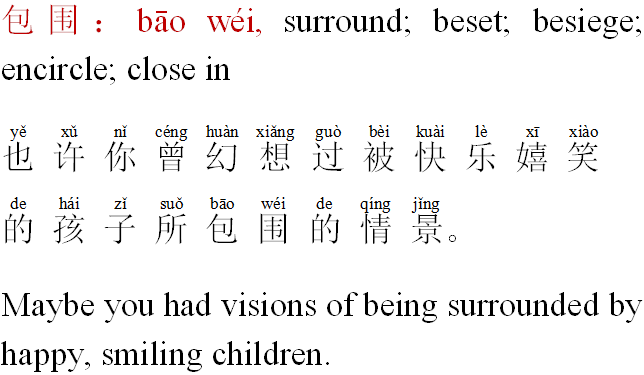 包围：bāo wéi, surround; beset; besiege;
encircle; close in
yě xǔ nǐ céng huàn xiǎng guò bèi kuài lè xī xiào
也许你曾幻想过被快乐嬉笑
de hái zǐ suǒ bāo wéi de qíng jǐng
的孩子所包围的情景。
Maybe you had visions of being surrounded by
happy, smiling children.